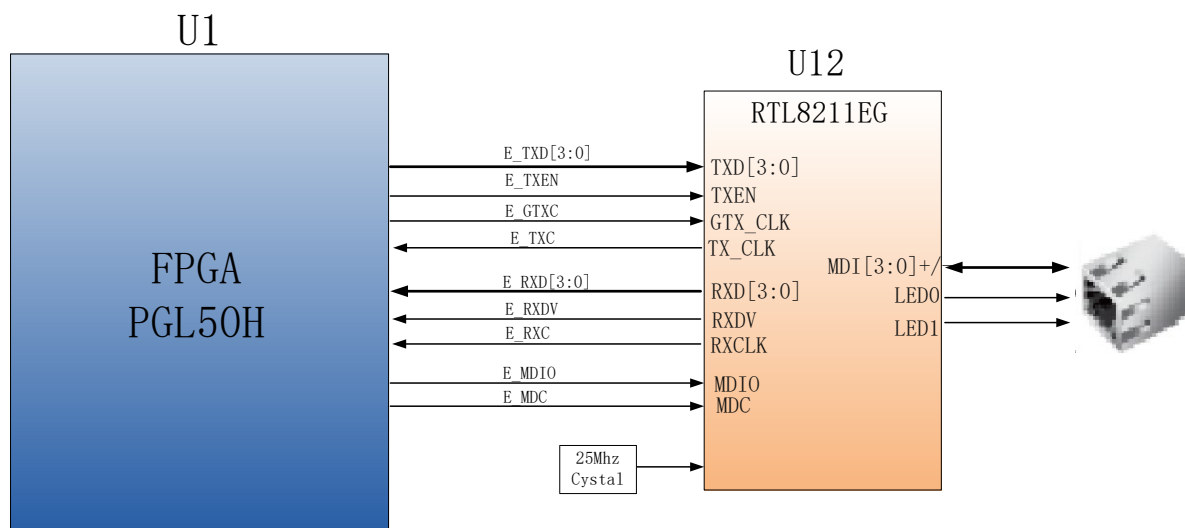 U1
FPGA
PGL50H
E_TXD[3:0]
E_TXEN
E_GTXC
E_TXC
E_RXD[3:0]
E_RXDV
E_RXC
E_MDIO
E_MDC
25Mhz
Cystal
U12
RTL8211EG
TXD[3:0]
TXEN
GTX_CLK
TX_CLK
RXD[3:0]
RXDV
RXCLK
MDIO
MDC
MDI[3:0]+/
LED0
LED1